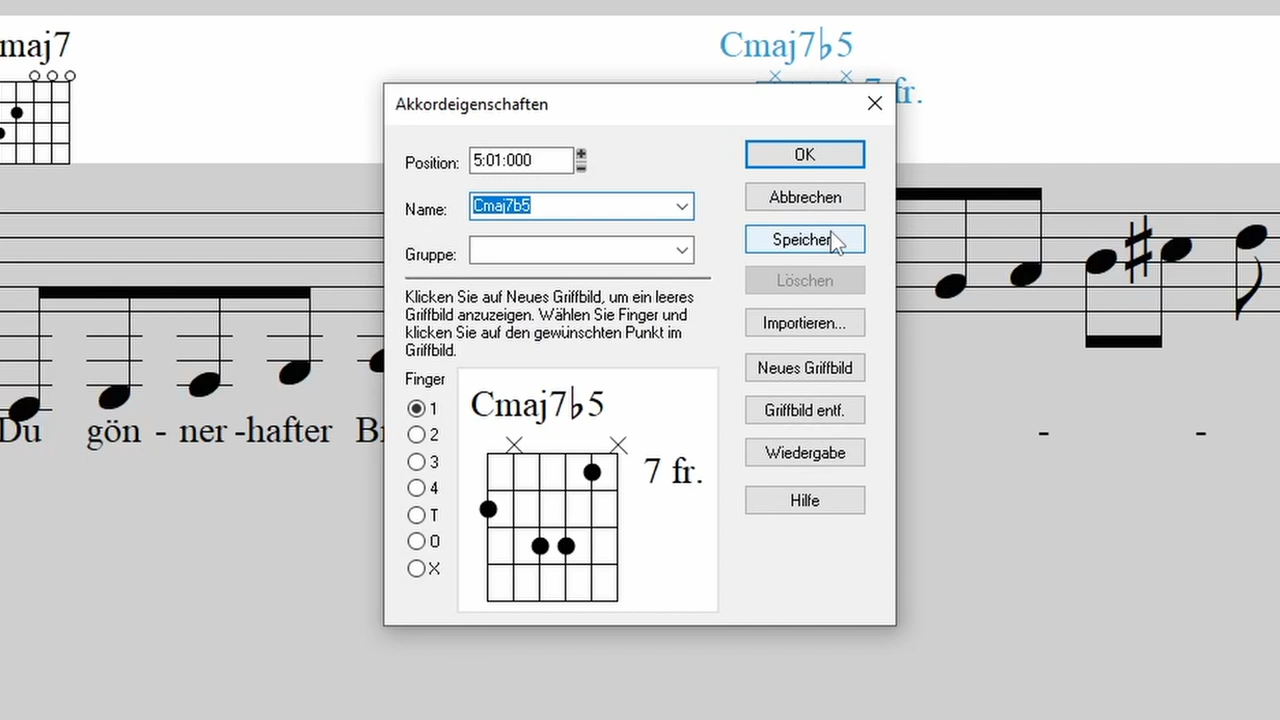 maj7
Cmaj7♭5
fr.
Akkordeigenschaften
Position: 5:01:000
OK
Name: Cmaj7b5
Abbrechen
Gruppe:
Speichern
Löschen
Klicken Sie auf Neues Griffbild, um ein leeres
Griffbild anzuzeigen. Wählen Sie Finger und
klicken Sie auf den gewünschten Punkt im
Griffbild.
Importieren...
Neues Griffbild
Griffbild entf.
Wiedergabe
Hilfe
Finger
1
2
3
4
T
O
X
Cmaj7♭5
7 fr.
Du gön - ner -hafter - -